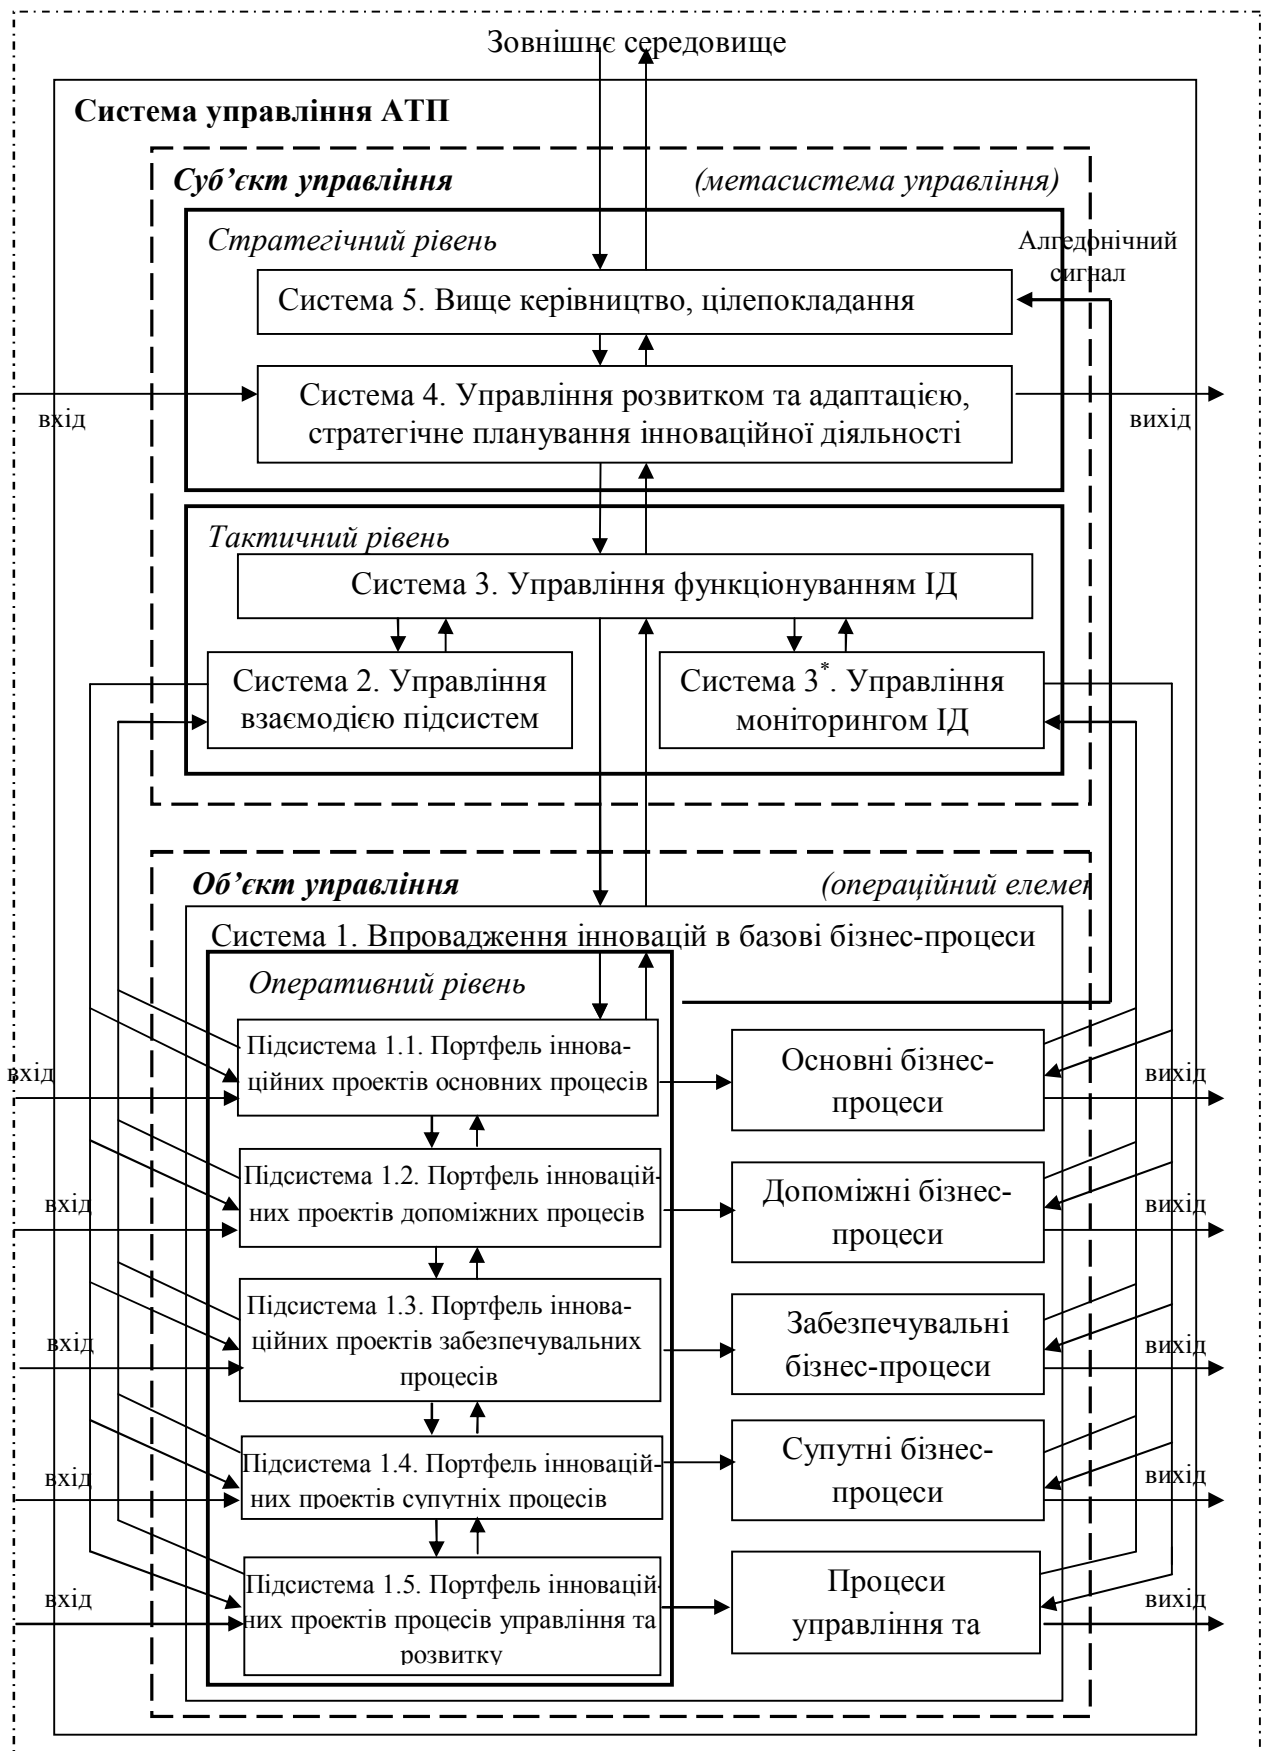 Зовнішнє середовище
Система управління АТП
Суб’єкт управління (метасистема управління)
Стратегічний рівень
Алгедонічний
сигнал
Система 5. Вище керівництво, цілепокладання
Система 4. Управління розвитком та адаптацією,
стратегічне планування інноваційної діяльності
вхід
вихід
Тактичний рівень
Система 3. Управління функціонуванням ІД
Система 2. Управління
взаємодією підсистем
Система 3*. Управління
моніторингом ІД
Об’єкт управління (операційний елемен
Система 1. Впровадження інновацій в базові бізнес-процеси
Оперативний рівень
Підсистема 1.1. Портфель іннова-
ційних проектів основних процесів
Основні бізнес-
процеси
вхід
вихід
Підсистема 1.2. Портфель інновацій-
них проектів допоміжних процесів
Допоміжні бізнес-
процеси
вхід
вихід
Підсистема 1.3. Портфель іннова-
ційних проектів забезпечувальних
процесів
Забезпечувальні
бізнес-процеси
вхід
вихід
Підсистема 1.4. Портфель інновацій-
них проектів супутніх процесів
Супутні бізнес-
процеси
вхід
вихід
Підсистема 1.5. Портфель інновацій-
них проектів процесів управління та
розвитку
Процеси
управління та
вхід
вихід